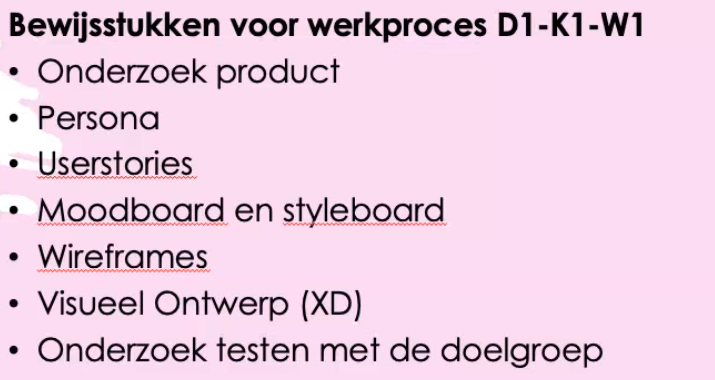 Bewijsstukken voor werkproces D1-K1-W1
• Onderzoek product
• Persona
• Userstories
• Moodboard en styleboard
• Wireframes
• Visueel Ontwerp (XD)
• Onderzoek testen met de doelgroep